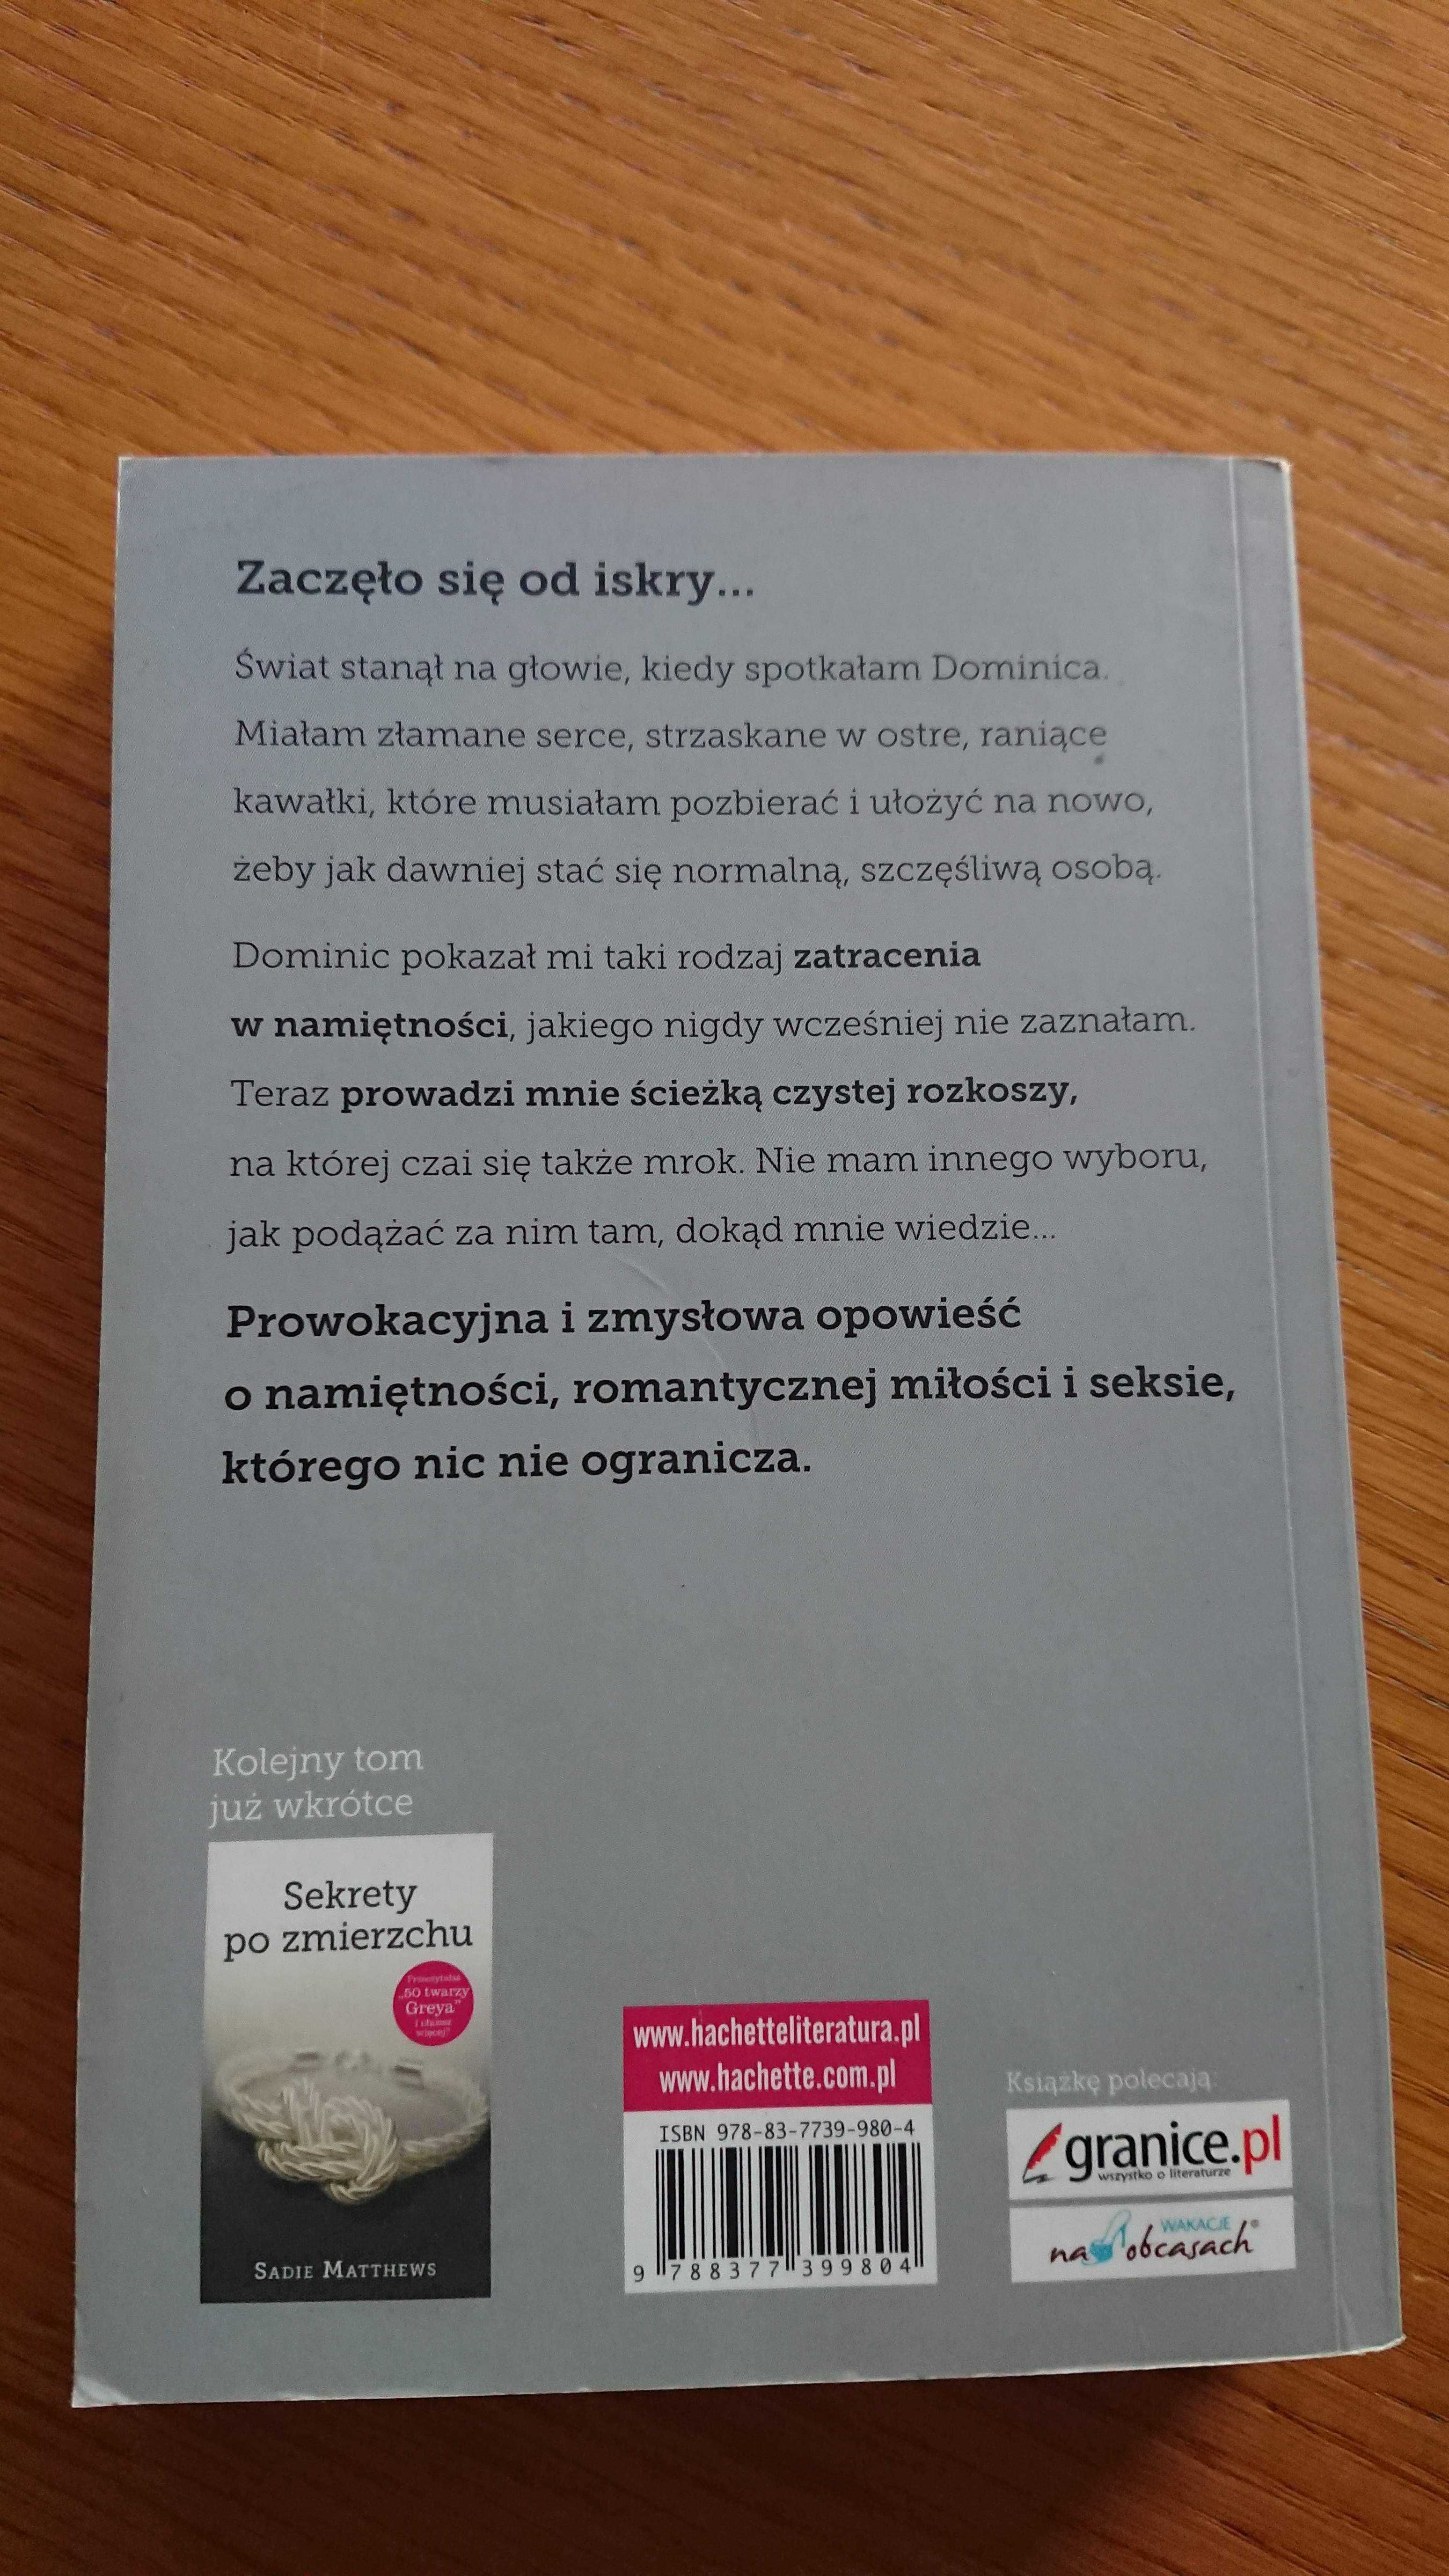 Zaczęło się od iskry...
Świat stanął na głowie, kiedy spotkałam Dominica.
Miałam złamane serce, strzaskane w ostre, raniące
kawałki, które musiałam pozbierać i ułożyć na nowo,
żeby jak dawniej stać się normalną, szczęśliwą osobą.
Dominic pokazał mi taki rodzaj zatracenia
w namiętności, jakiego nigdy wcześniej nie zaznałam.
Teraz prowadzi mnie ścieżką czystej rozkoszy,
na której czai się także mrok. Nie mam innego wyboru,
jak podążać za nim tam, dokąd mnie wiedzie...
Prowokacyjna i zmysłowa opowieść
o namiętności, romantycznej miłości i seksie,
którego nic nie ogranicza.
Kolejny tom
już wkrótce
Sekrety
po zmierzchu
„50 twarzy
Greya”
SADIE MATTHEWS
www.hachetteliteratura.pl
www.hachette.com.pl
ISBN 978-83-7739-980-4
9 788377 399804
Książkę polecają:
granice.pl
wszystko o literaturze
WAKACJE
na obcasach